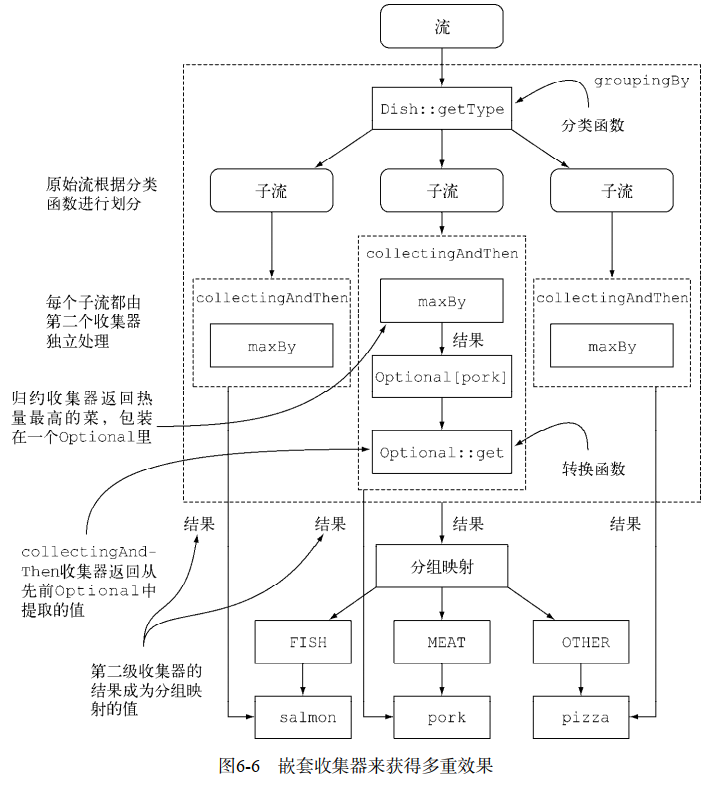 流
groupingBy
Dish::getType
分类函数
原始流根据分类
函数进行划分
子流
子流
子流
每个子流都由
第二个收集器
独立处理
collectingAndThen
maxBy
collectingAndThen
maxBy
结果
Optional[pork]
Optional::get
collectingAndThen
maxBy
归约收集器返回热
量最高的菜，包装
在一个Optional里
转换函数
结果
结果
结果
结果
collectingAnd-
Then收集器返回从
先前Optional中
提取的值
分组映射
FISH
MEAT
OTHER
第二级收集器的
结果成为分组映
射的值
salmon
pork
pizza
图6-6 嵌套收集器来获得多重效果